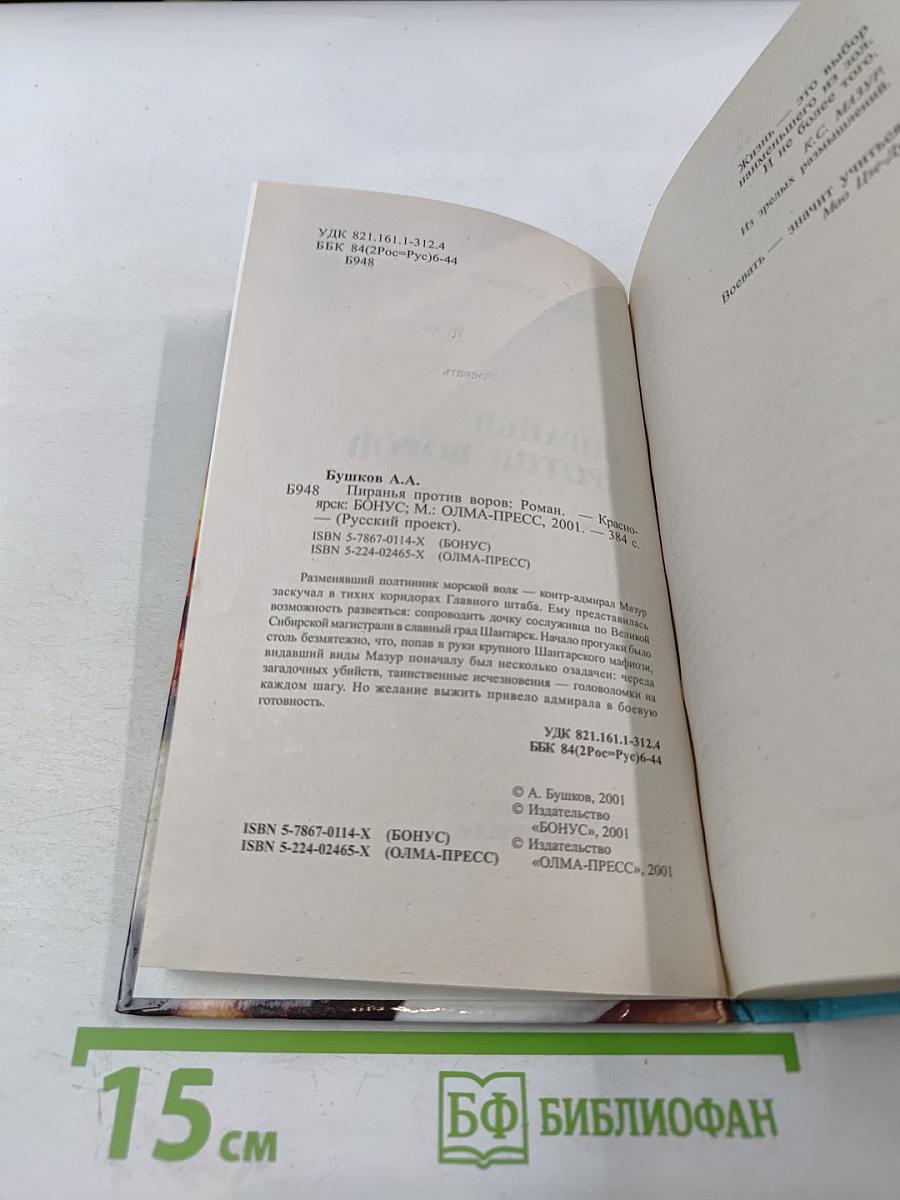 УДК 821.161.1-312.4
ББК 84(2Рос=Рус)6-44
Б948
Бушков А.А.
Б948 Пиранья против воров: Роман. — Красно-
ярск: БОНУС; М.: ОЛМА-ПРЕСС, 2001. — 384 с.
— (Русский проект).
ISBN 5-7867-0114-X (БОНУС)
ISBN 5-224-02465-X (ОЛМА-ПРЕСС)
Разменявший полтинник морской волк — контр-адмирал Мазур
заскучал в тихих коридорах Главного штаба. Ему представилась
возможность развеяться: сопроводить дочку сослуживца по Великой
Сибирской магистрали в славный град Шантарск. Начало прогулки было
столь безмятежно, что, попав в руки крупного Шантарского мафиози,
видавший виды Мазур поначалу был несколько озадачен: череда
загадочных убийств, таинственные исчезновения — головоломки на
каждом шагу. Но желание выжить привело адмирала в боевую
готовность.
УДК 821.161.1-312.4
ББК 84(2Рос=Рус)6-44
© А. Бушков, 2001
© Издательство
«БОНУС», 2001
© Издательство
«ОЛМА-ПРЕСС», 2001
ISBN 5-7867-0114-X (БОНУС)
ISBN 5-224-02465-X (ОЛМА-ПРЕСС)
Жизнь — это выбор
наименьшего из зол.
И не более того.
К.С. МАЗУР.
Из зрелых размышлений.
Воевать — значит учиться
Мао Цзе-Ду
15 см
БФ БИБЛИОФАН